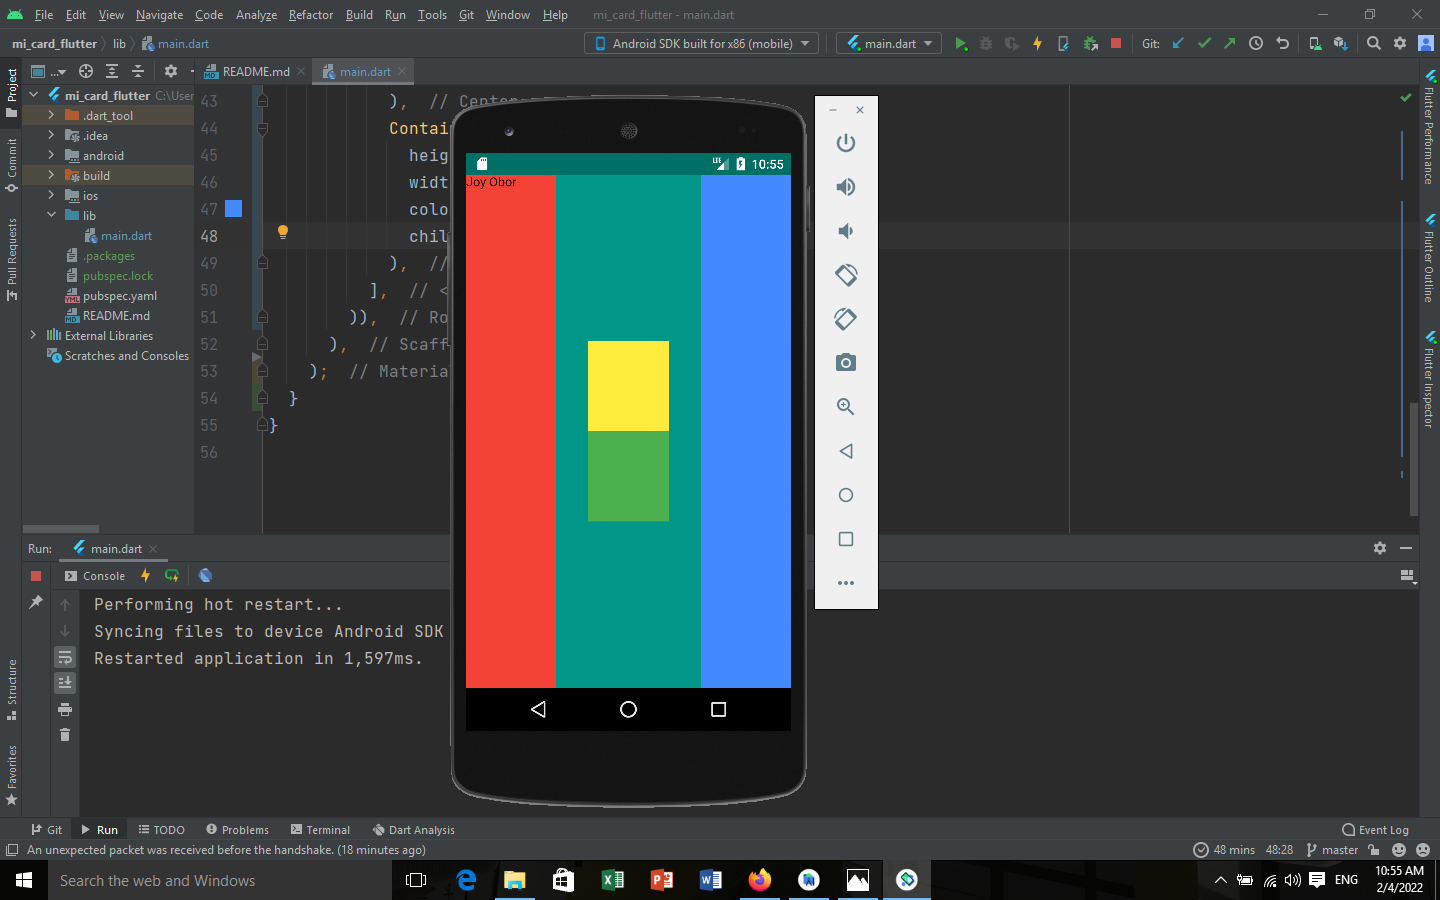 File Edit View Navigate Code Analyze Refactor Build Run Tools Git Window Help mi_card_flutter - main.dart
mi_card_flutter lib main.dart
Android SDK built for x86 (mobile) main.dart Git:
Project
... README.md main.dart
mi_card_flutter C:\User
.dart_tool
.idea
android
build
ios
lib
main.dart
.packages
pubspec.lock
pubspec.yaml
README.md
External Libraries
Scratches and Consoles
Commit
Pull Requests
43 ), // Center
44 Contai
45 heig
46 widt
47 colo
48 chil
49 ), //
50 ], // <
51 )), // Ro
52 ), // Scaff
53 ); // Materia
54 }
55 }
56
LTE 10:55
Joy Obor
Flutter Performance
Flutter Outline
Flutter Inspector
Run: main.dart
Console
Performing hot restart...
Syncing files to device Android SDK
Restarted application in 1,597ms.
Structure
Favorites
Git Run TODO Problems Terminal Dart Analysis Event Log
An unexpected packet was received before the handshake. (18 minutes ago) 48 mins 48:28 master
Search the web and Windows
ENG
10:55 AM
2/4/2022